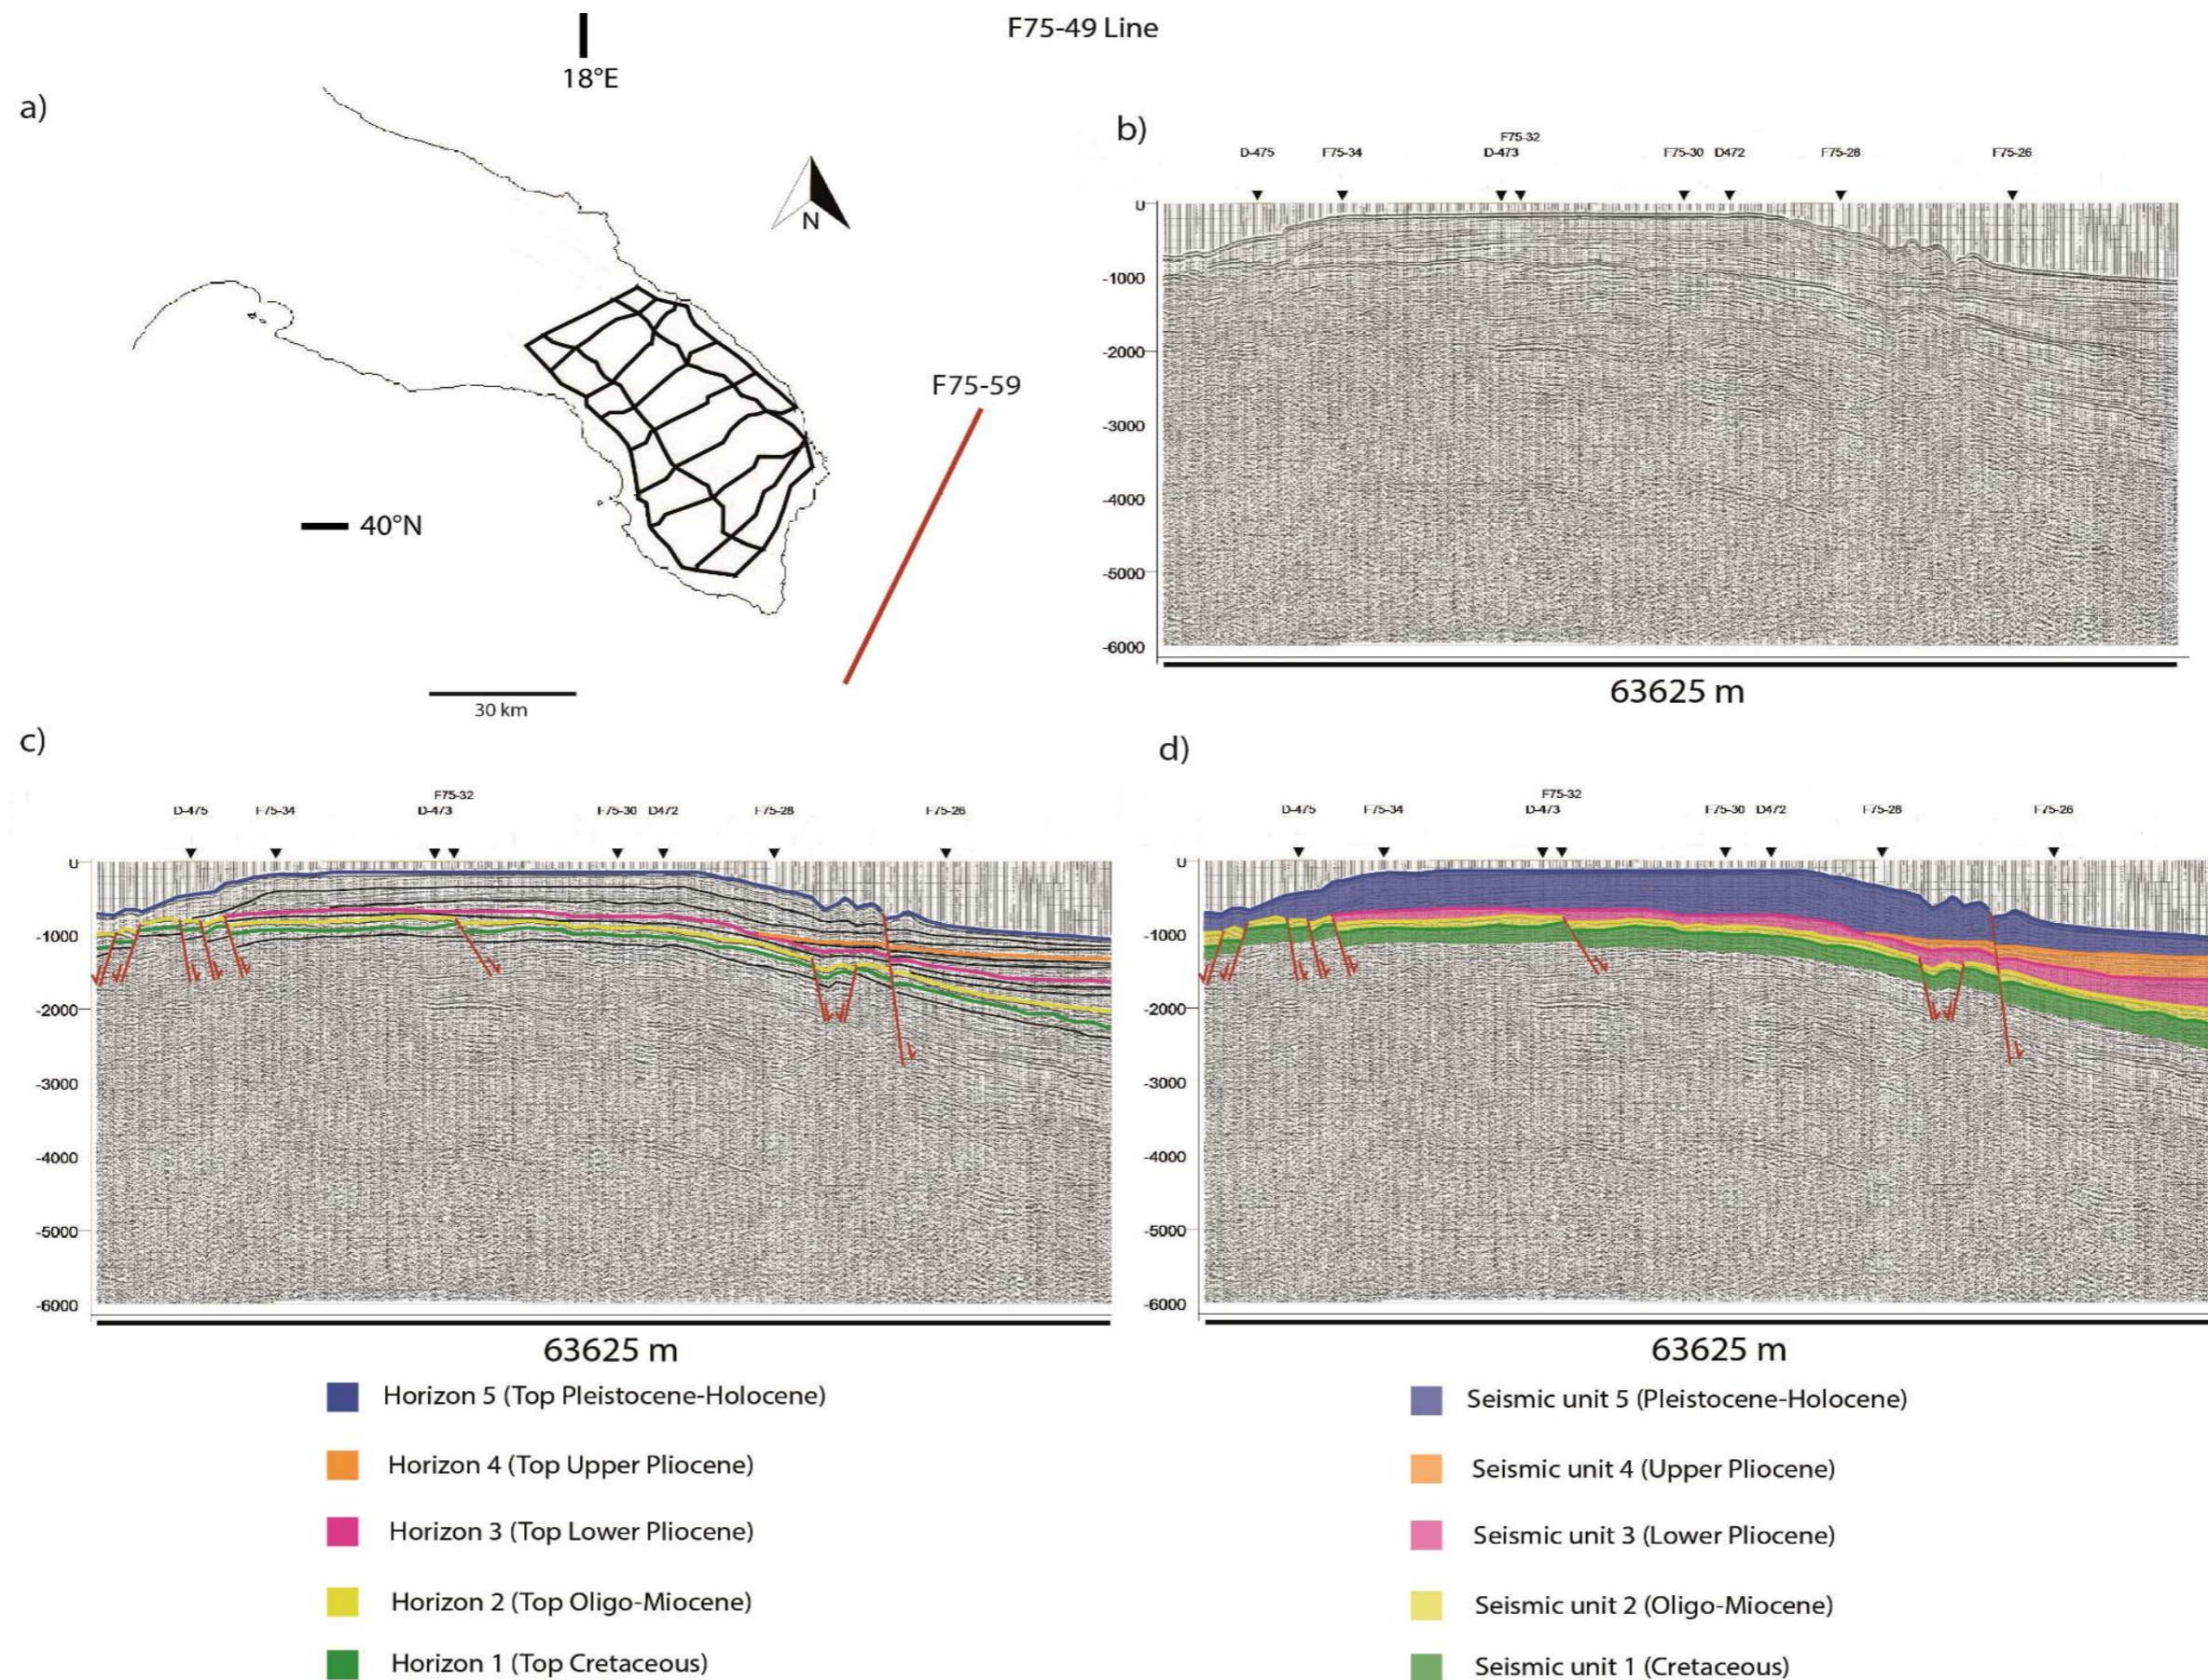 F75-49 Line
a)
18°E
N
F75-59
40°N
30 km
b)
F75-32
D-475 F75-34 D-473 F75-30 D472 F75-28 F75-26
0
-1000
-2000
-3000
-4000
-5000
-6000
63625 m
c)
F75-32
D-475 F75-34 D-473 F75-30 D472 F75-28 F75-26
0
-1000
-2000
-3000
-4000
-5000
-6000
63625 m
Horizon 5 (Top Pleistocene-Holocene)
Horizon 4 (Top Upper Pliocene)
Horizon 3 (Top Lower Pliocene)
Horizon 2 (Top Oligo-Miocene)
Horizon 1 (Top Cretaceous)
d)
F75-32
D-475 F75-34 D-473 F75-30 D472 F75-28 F75-26
0
-1000
-2000
-3000
-4000
-5000
-6000
63625 m
Seismic unit 5 (Pleistocene-Holocene)
Seismic unit 4 (Upper Pliocene)
Seismic unit 3 (Lower Pliocene)
Seismic unit 2 (Oligo-Miocene)
Seismic unit 1 (Cretaceous)